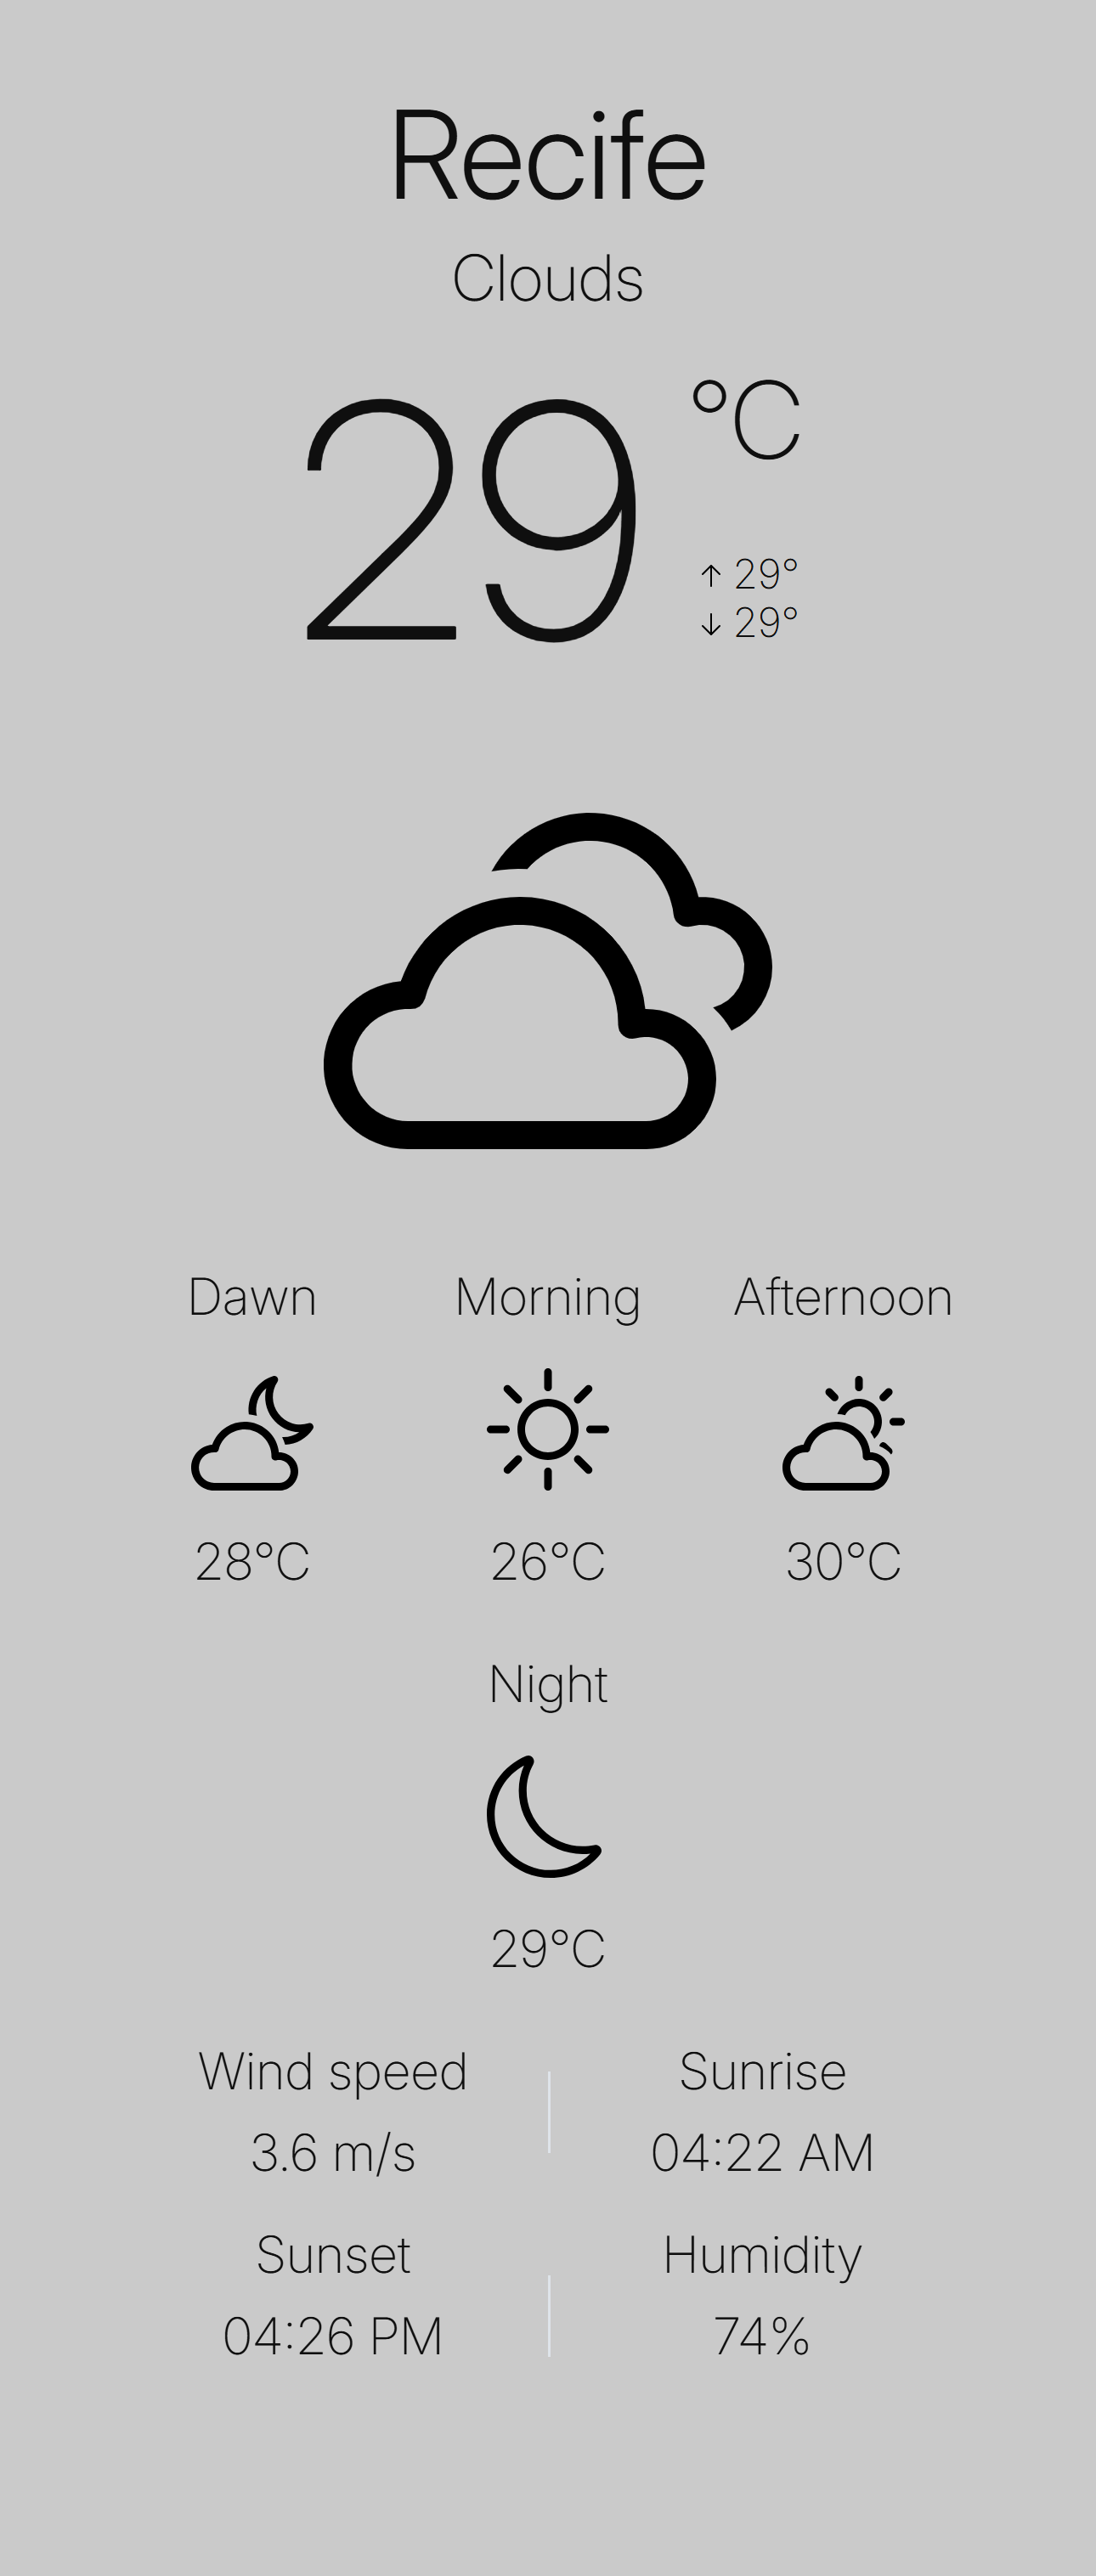 Recife
Clouds
29 °C
↑ 29°
↓ 29°
Dawn Morning Afternoon
28°C 26°C 30°C
Night
29°C
Wind speed Sunrise
3.6 m/s 04:22 AM
Sunset Humidity
04:26 PM 74%